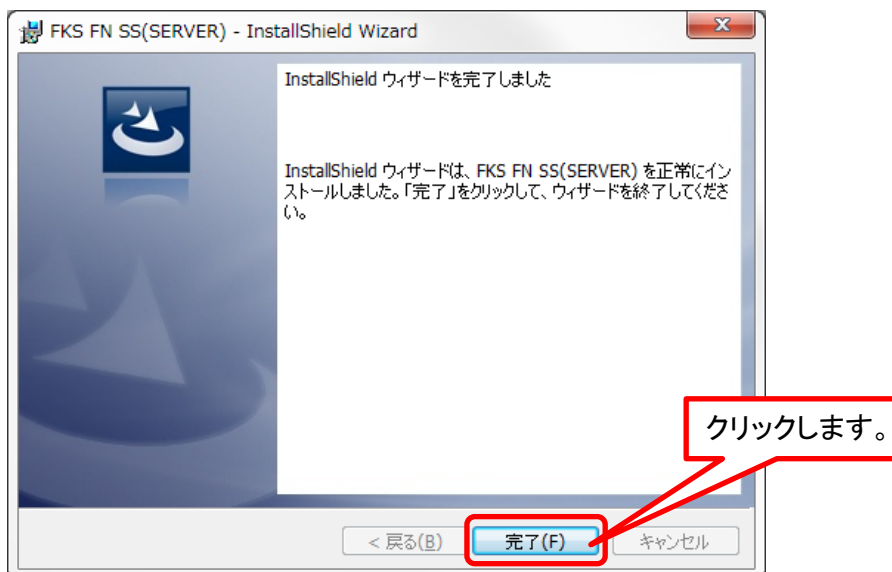 FKS FN SS(SERVER) - InstallShield Wizard
InstallShield ウィザードを完了しました
InstallShield ウィザードは、FKS FN SS(SERVER) を正常にイン
ストールしました。「完了」をクリックして、ウィザードを終了してくださ
い。
クリックします。
< 戻る(B)
完了(F)
キャンセル